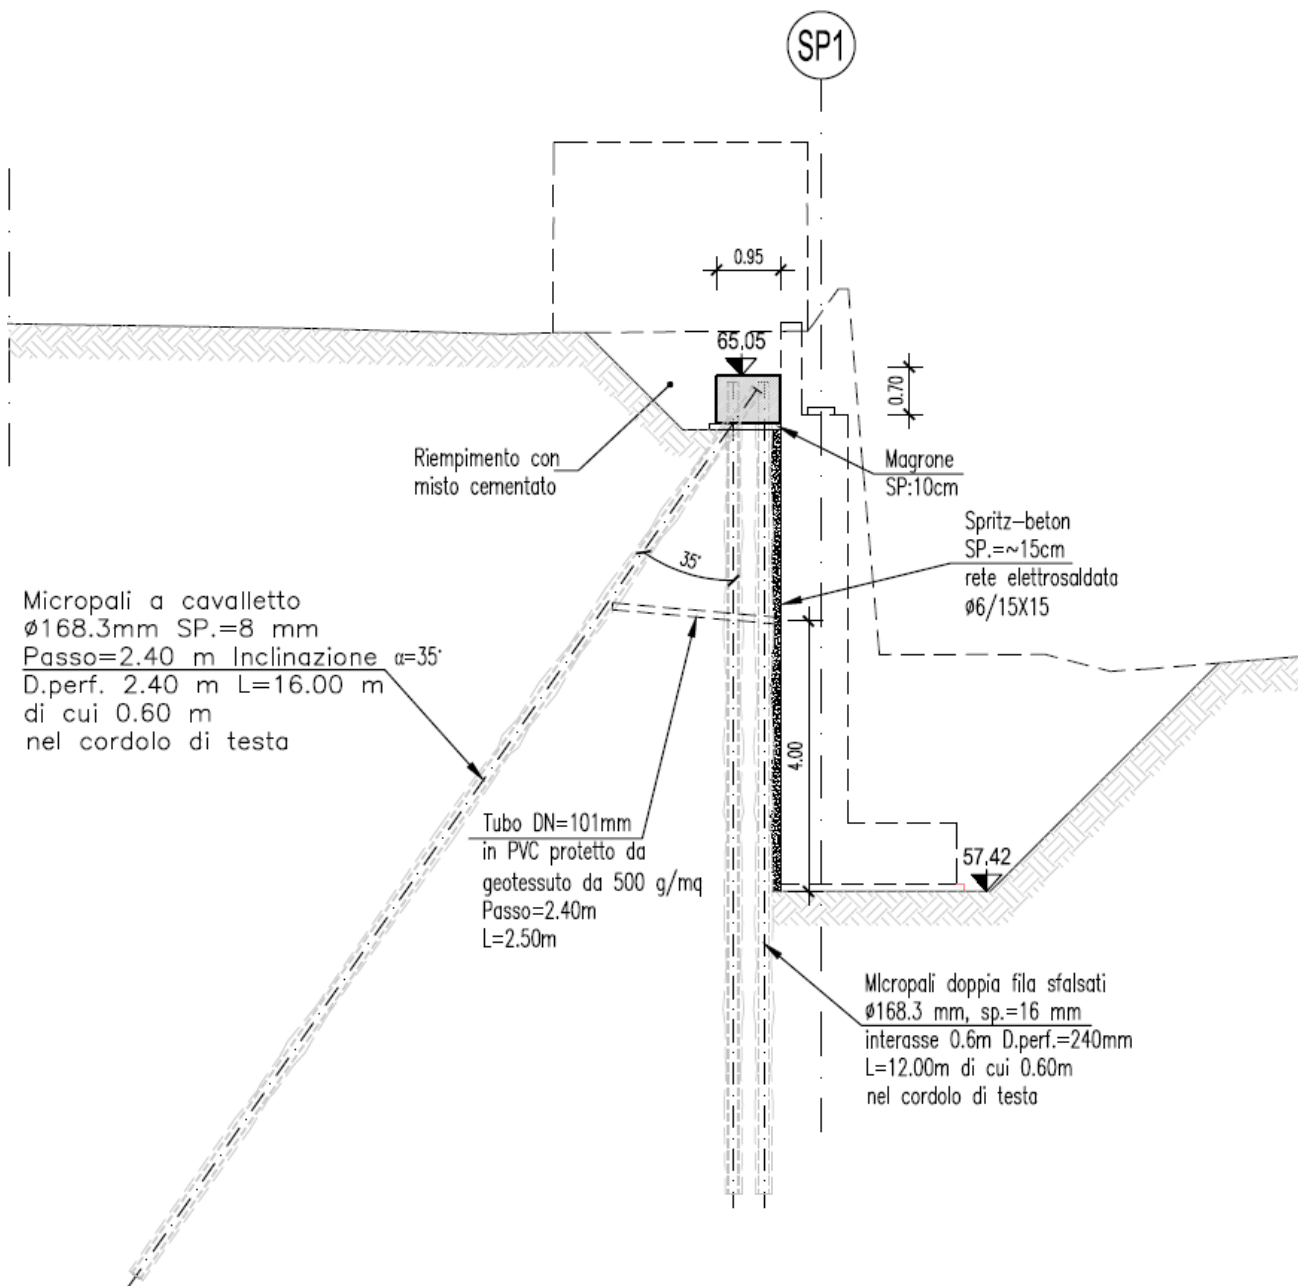 SP1
0.95
65,05
0.70
Riempimento con
misto cementato
Magrone
SP:10cm
Spritz-beton
SP.=~15cm
rete elettrosaldata
ø6/15X15
35°
Micropali a cavalletto
ø168.3mm SP.=8 mm
Passo=2.40 m Inclinazione α=35°
D.perf. 2.40 m L=16.00 m
di cui 0.60 m
nel cordolo di testa
4.00
Tubo DN=101mm
in PVC protetto da
geotessuto da 500 g/mq
Passo=2.40m
L=2.50m
57,42
MIcropali doppia fila sfalsati
ø168.3 mm, sp.=16 mm
interasse 0.6m D.perf.=240mm
L=12.00m di cui 0.60m
nel cordolo di testa